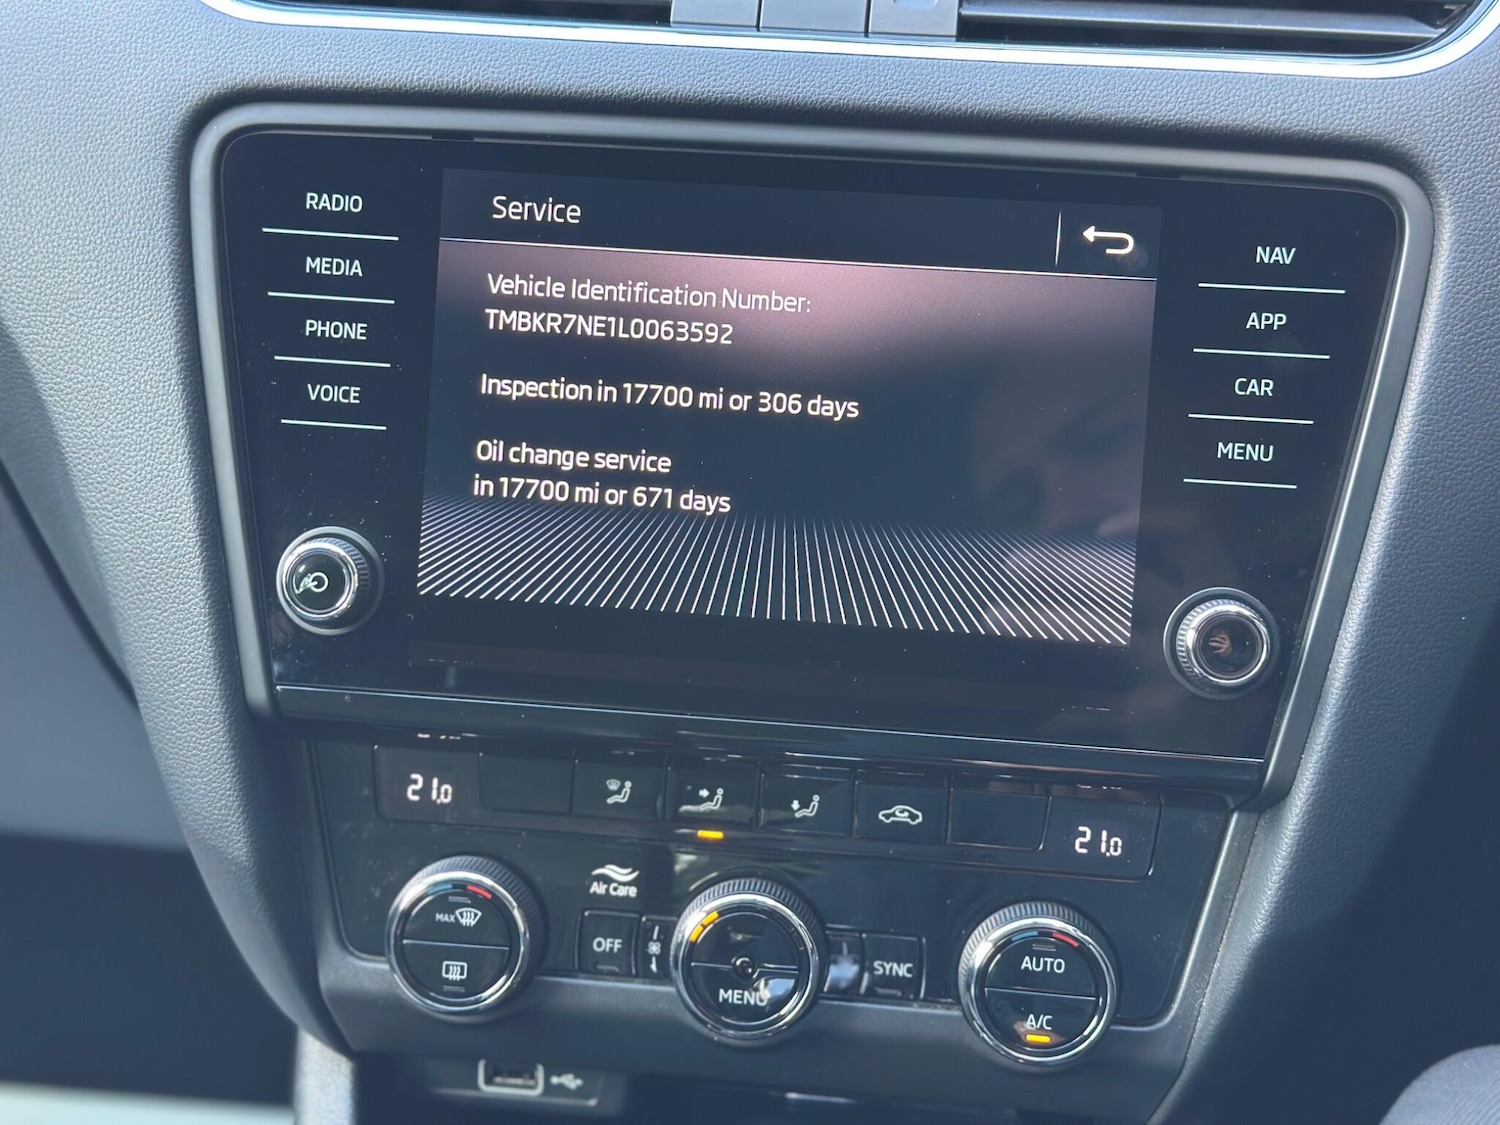 Service
RADIO
MEDIA
PHONE
VOICE
Vehicle Identification Number:
TMBKR7NE1L0063592
Inspection in 17700 mi or 306 days
Oil change service
in 17700 mi or 671 days
NAV
APP
CAR
MENU
21.0
21.0
Air Care
MAX
OFF
MENU
SYNC
AUTO
A/C